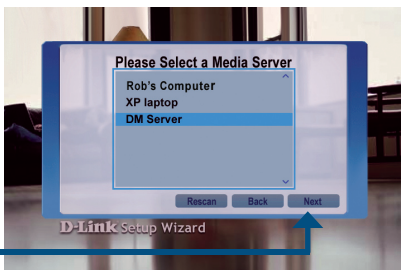 Please Select a Media Server
Rob's Computer
XP laptop
DM Server
Rescan Back Next
D-Link Setup Wizard